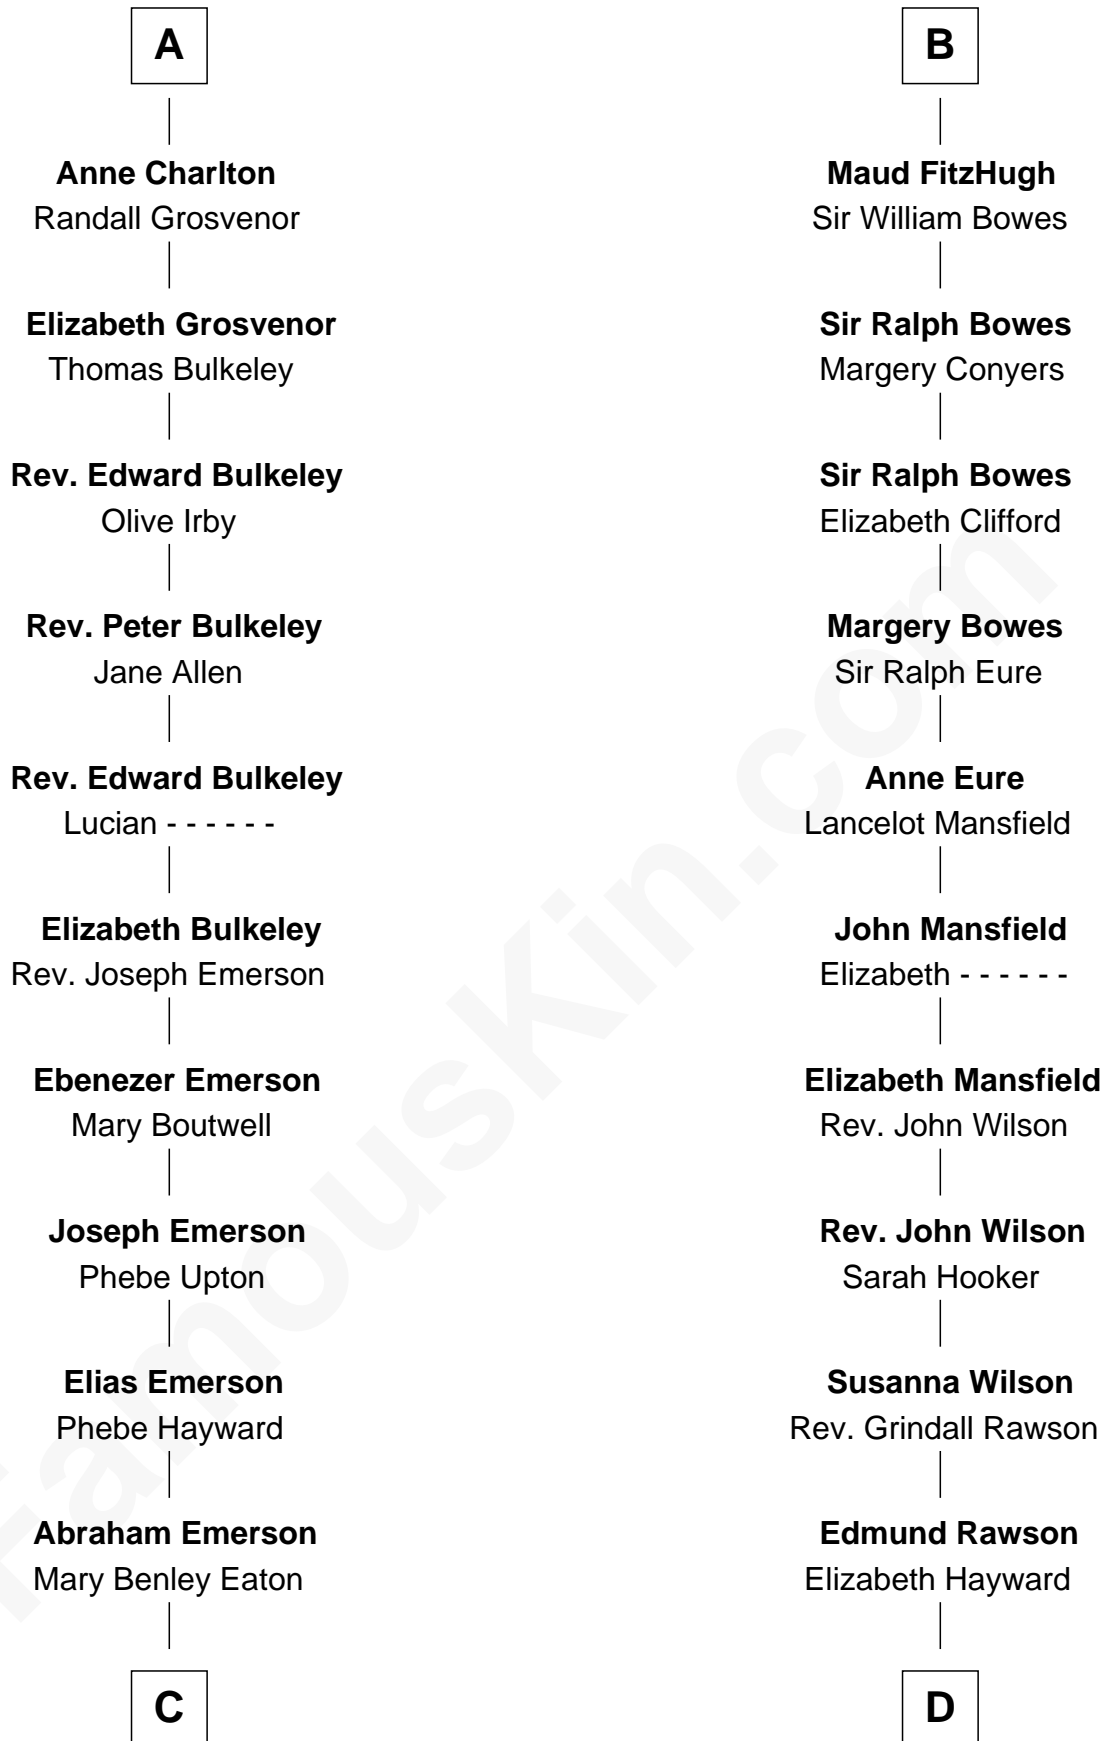 A
Anne Charlton
Randall Grosvenor
Elizabeth Grosvenor
Thomas Bulkeley
Rev. Edward Bulkeley
Olive Irby
Rev. Peter Bulkeley
Jane Allen
Rev. Edward Bulkeley
Lucian - - - - - -
Elizabeth Bulkeley
Rev. Joseph Emerson
Ebenezer Emerson
Mary Boutwell
Joseph Emerson
Phebe Upton
Elias Emerson
Phebe Hayward
Abraham Emerson
Mary Benley Eaton
C
B
Maud FitzHugh
Sir William Bowes
Sir Ralph Bowes
Margery Conyers
Sir Ralph Bowes
Elizabeth Clifford
Margery Bowes
Sir Ralph Eure
Anne Eure
Lancelot Mansfield
John Mansfield
Elizabeth - - - - - -
Elizabeth Mansfield
Rev. John Wilson
Rev. John Wilson
Sarah Hooker
Susanna Wilson
Rev. Grindall Rawson
Edmund Rawson
Elizabeth Hayward
D
FamousKin.com